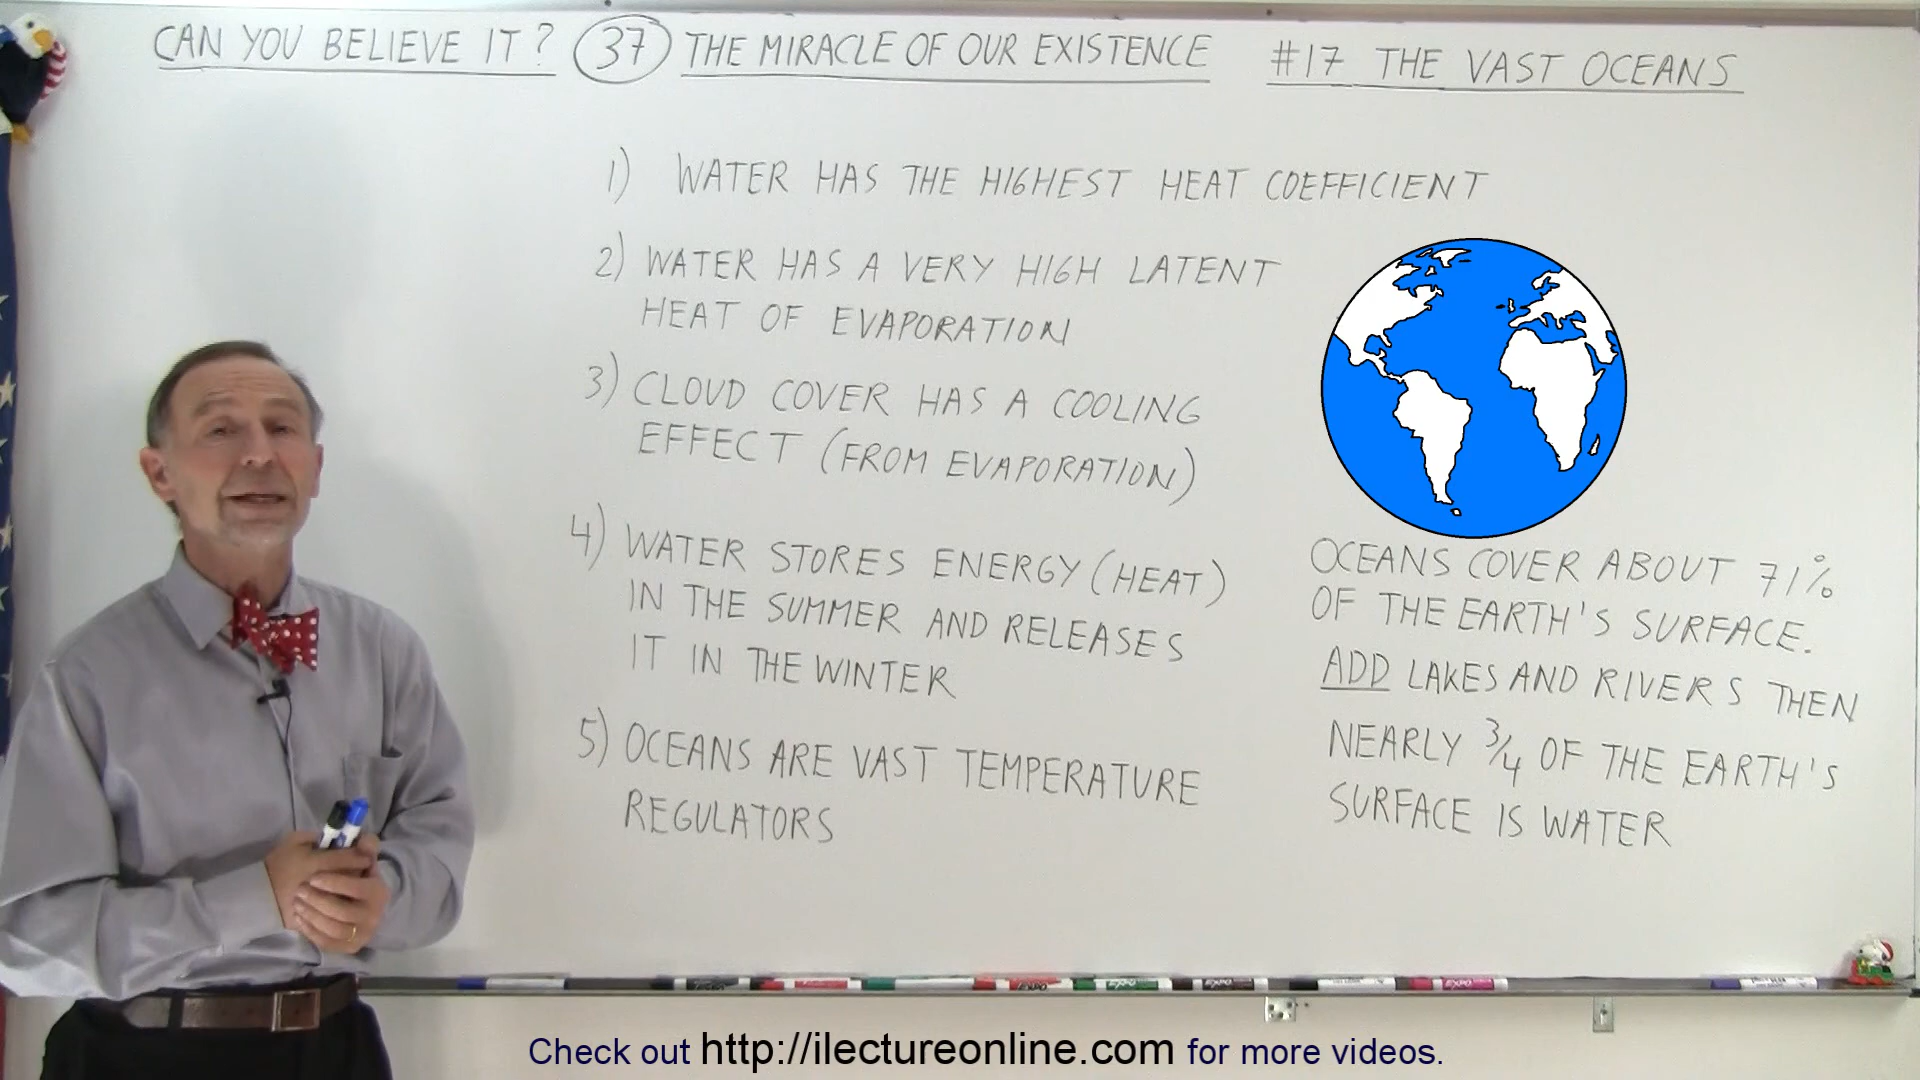 CAN YOU BELIEVE IT? 37 THE MIRACLE OF OUR EXISTENCE #17 THE VAST OCEANS
1) WATER HAS THE HIGHEST HEAT COEFFICIENT
2) WATER HAS A VERY HIGH LATENT
HEAT OF EVAPORATION
3) CLOUD COVER HAS A COOLING
EFFECT (FROM EVAPORATION)
4) WATER STORES ENERGY (HEAT)
IN THE SUMMER AND RELEASES
IT IN THE WINTER
5) OCEANS ARE VAST TEMPERATURE
REGULATORS
OCEANS COVER ABOUT 71%
OF THE EARTH'S SURFACE.
ADD LAKES AND RIVERS THEN
NEARLY 3/4 OF THE EARTH'S
SURFACE IS WATER
Check out http://ilectureonline.com for more videos.